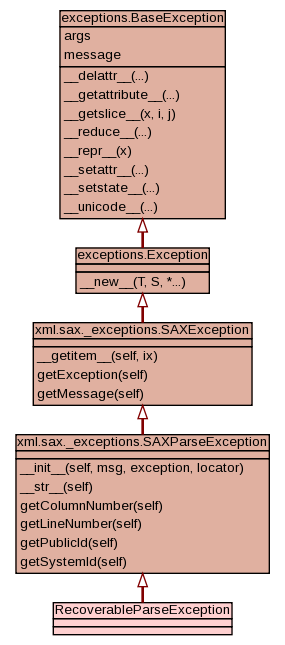 exceptions.BaseException
args
message
__delattr__(...)
__getattribute__(...)
__getslice__(x, i, j)
__reduce__(...)
__repr__(x)
__setattr__(...)
__setstate__(...)
__unicode__(...)
exceptions.Exception
__new__(T, S, *...)
xml.sax._exceptions.SAXException
__getitem__(self, ix)
getException(self)
getMessage(self)
xml.sax._exceptions.SAXParseException
__init__(self, msg, exception, locator)
__str__(self)
getColumnNumber(self)
getLineNumber(self)
getPublicId(self)
getSystemId(self)
RecoverableParseException